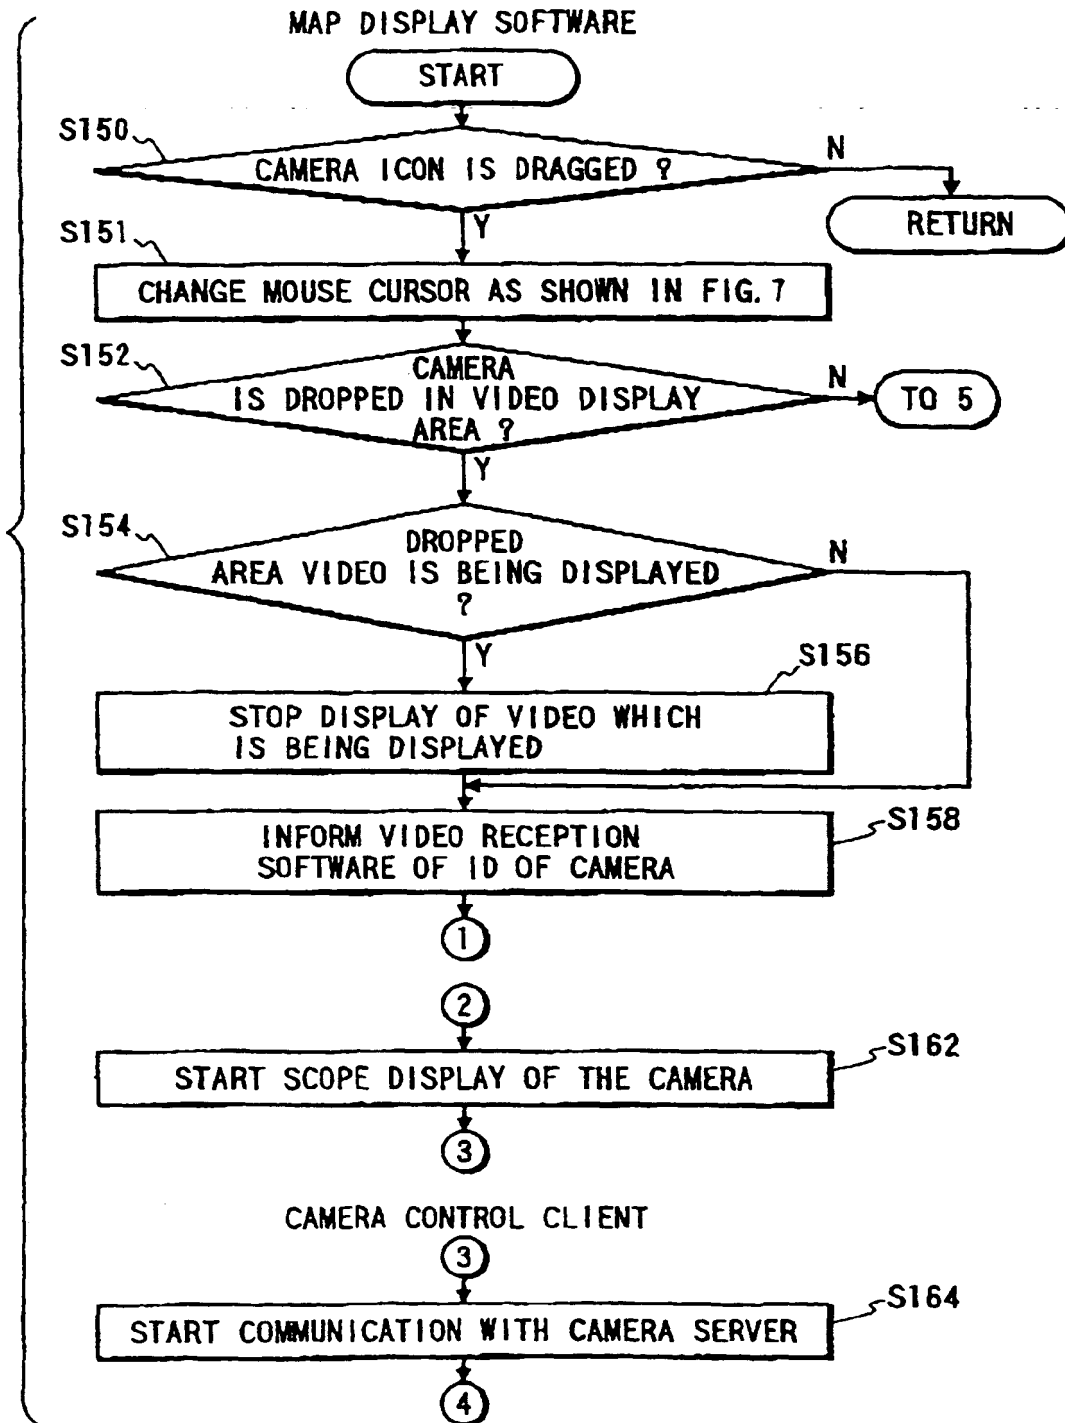 MAP DISPLAY SOFTWARE
START
S150
CAMERA ICON IS DRAGGED ?
N
RETURN
Y
S151
CHANGE MOUSE CURSOR AS SHOWN IN FIG. 7
S152
CAMERA
IS DROPPED IN VIDEO DISPLAY
AREA ?
N
TO 5
Y
S154
DROPPED
AREA VIDEO IS BEING DISPLAYED
?
N
Y
S156
STOP DISPLAY OF VIDEO WHICH
IS BEING DISPLAYED
S158
INFORM VIDEO RECEPTION
SOFTWARE OF ID OF CAMERA
1
2
S162
START SCOPE DISPLAY OF THE CAMERA
3
CAMERA CONTROL CLIENT
3
S164
START COMMUNICATION WITH CAMERA SERVER
4